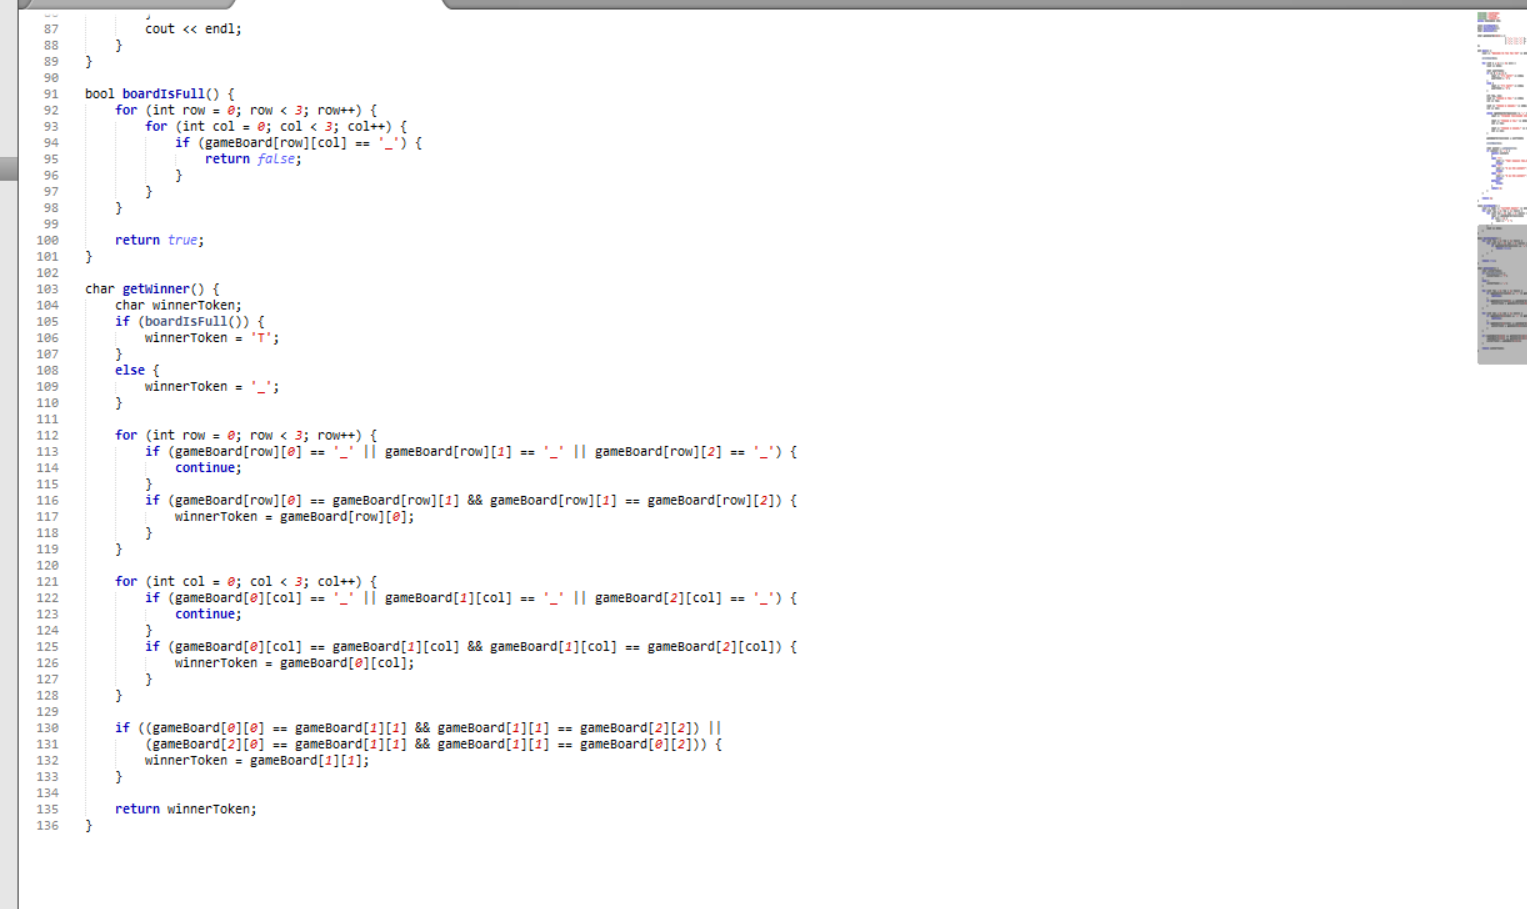 87 cout << endl;
88 }
89 }
90
91 bool boardIsFull() {
92 for (int row = 0; row < 3; row++) {
93 for (int col = 0; col < 3; col++) {
94 if (gameBoard[row][col] == '_') {
95 return false;
96 }
97 }
98 }
99
100 return true;
101 }
102
103 char getWinner() {
104 char winnerToken;
105 if (boardIsFull()) {
106 winnerToken = 'T';
107 }
108 else {
109 winnerToken = '_';
110 }
111
112 for (int row = 0; row < 3; row++) {
113 if (gameBoard[row][0] == '_' || gameBoard[row][1] == '_' || gameBoard[row][2] == '_') {
114 continue;
115 }
116 if (gameBoard[row][0] == gameBoard[row][1] && gameBoard[row][1] == gameBoard[row][2]) {
117 winnerToken = gameBoard[row][0];
118 }
119 }
120
121 for (int col = 0; col < 3; col++) {
122 if (gameBoard[0][col] == '_' || gameBoard[1][col] == '_' || gameBoard[2][col] == '_') {
123 continue;
124 }
125 if (gameBoard[0][col] == gameBoard[1][col] && gameBoard[1][col] == gameBoard[2][col]) {
126 winnerToken = gameBoard[0][col];
127 }
128 }
129
130 if ((gameBoard[0][0] == gameBoard[1][1] && gameBoard[1][1] == gameBoard[2][2]) ||
131 (gameBoard[2][0] == gameBoard[1][1] && gameBoard[1][1] == gameBoard[0][2])) {
132 winnerToken = gameBoard[1][1];
133 }
134
135 return winnerToken;
136 }